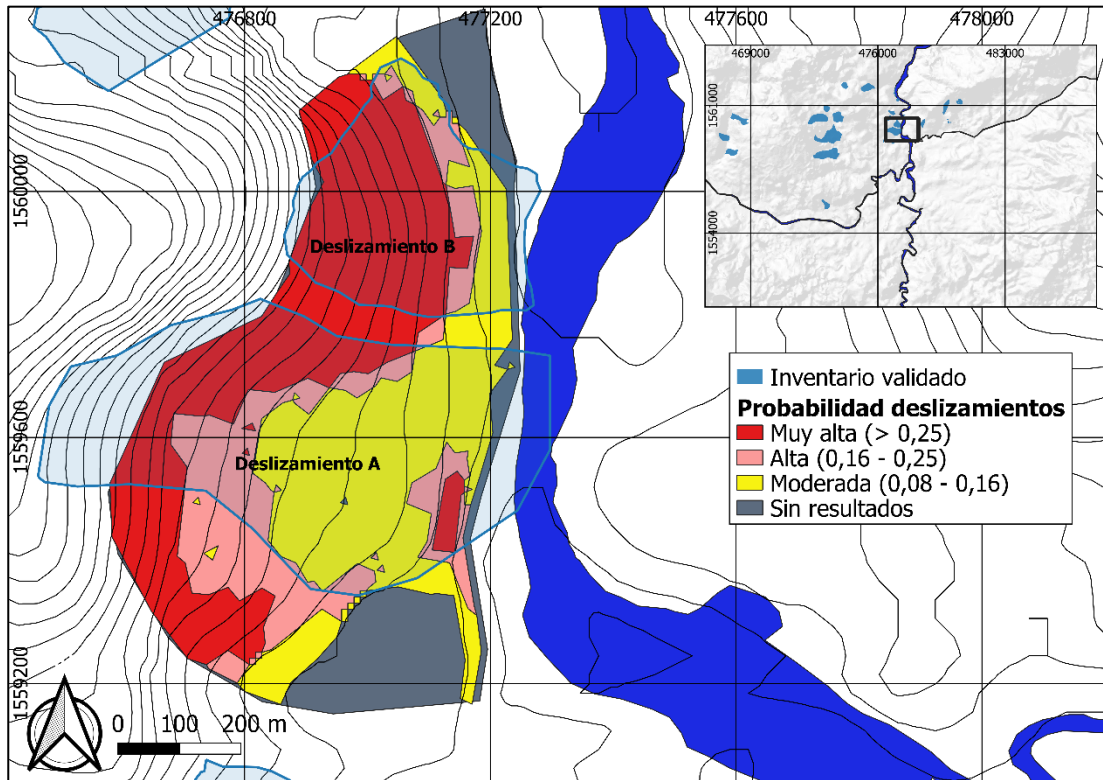 476800 477200 477600 478000
469000 476000 483000
1561000
1554000
1560000
1559600
1559200
Deslizamiento B
Deslizamiento A
Inventario validado
Probabilidad deslizamientos
Muy alta (> 0,25)
Alta (0,16 - 0,25)
Moderada (0,08 - 0,16)
Sin resultados
0 100 200 m